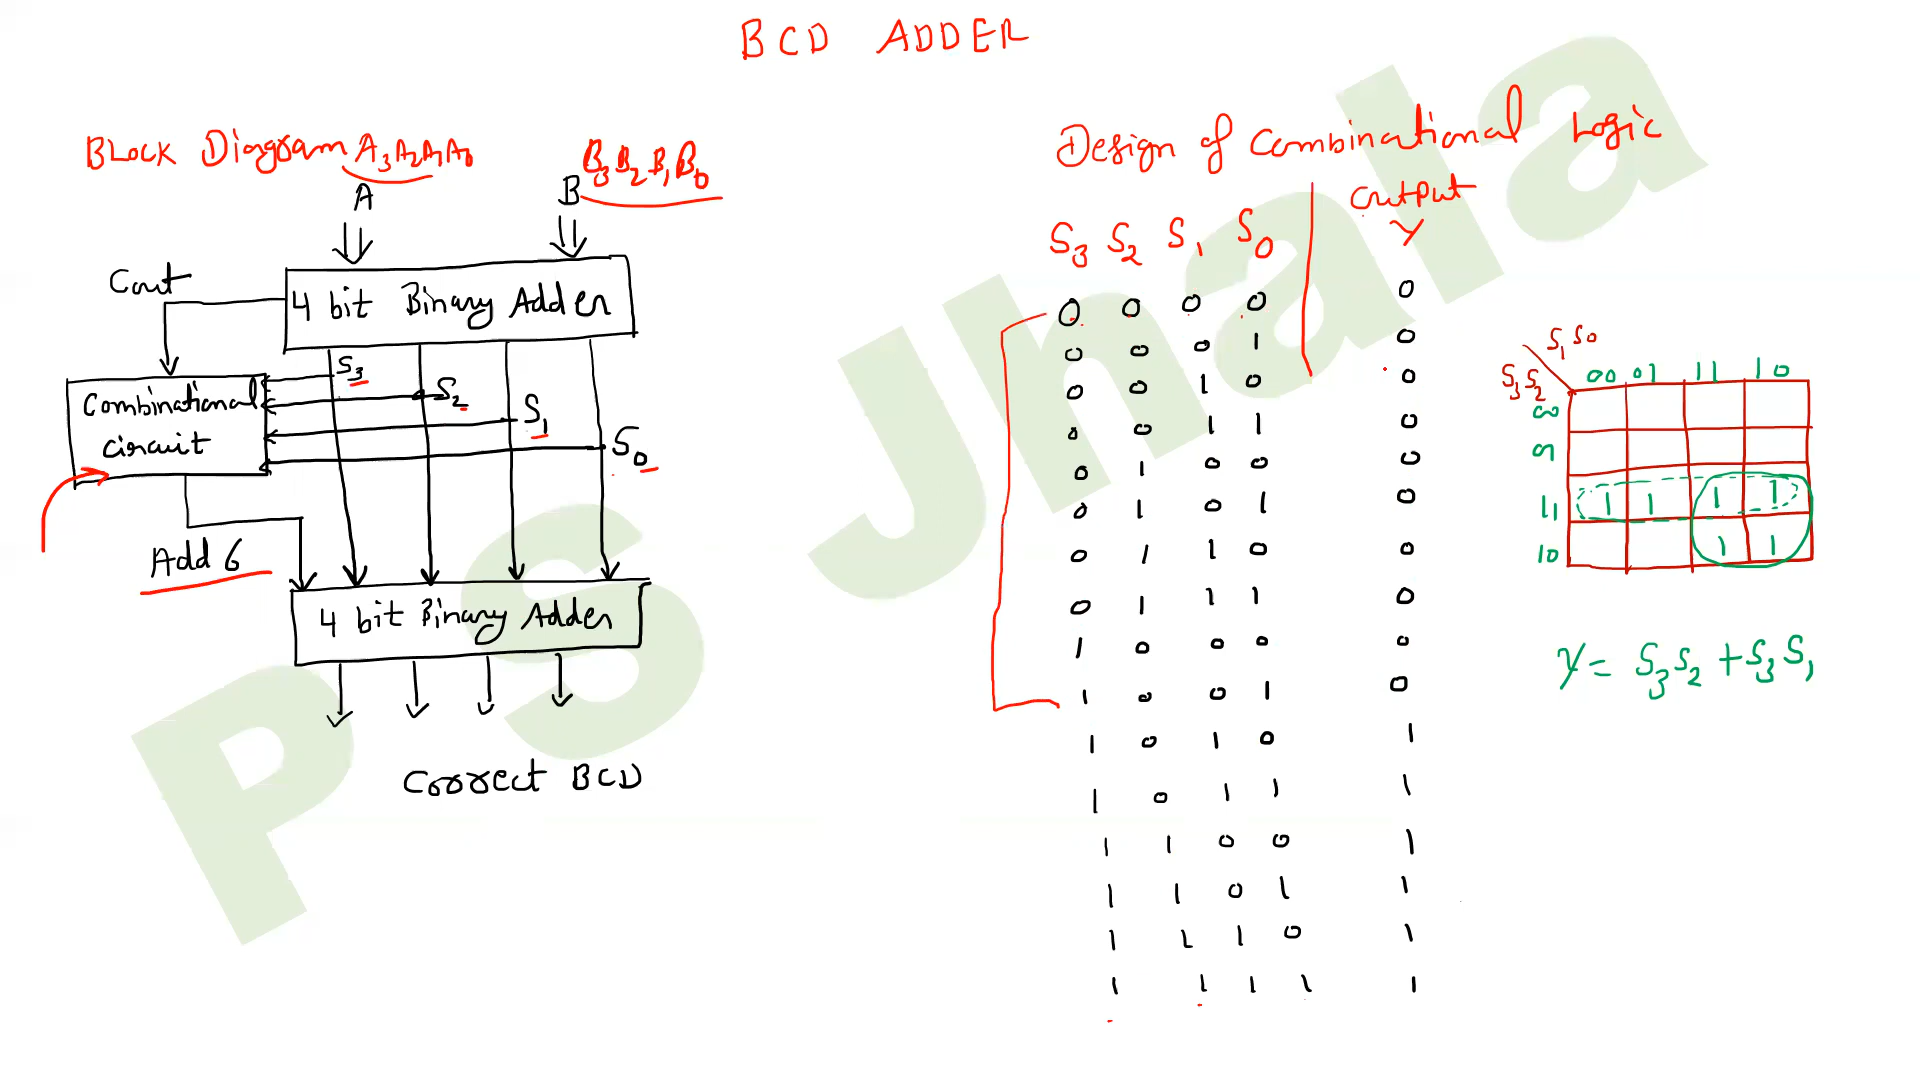 BCD ADDER
Block Diagram A3A2A1A0
B3B2B1B0
A
B
Cout
4 bit Binary Adder
S3
S2
S1
S0
Combinational
circuit
Add 6
4 bit Binary Adder
Correct BCD
Design of Combinational Logic
Output
S3 S2 S1 S0 Y
0 0 0 0 0
0 0 0 1 0
0 0 1 0 0
0 0 1 1 0
0 1 0 0 0
0 1 0 1 0
0 1 1 0 0
0 1 1 1 0
1 0 0 0 0
1 0 0 1 0
1 0 1 0 1
1 0 1 1 1
1 1 0 0 1
1 1 0 1 1
1 1 1 0 1
1 1 1 1 1
S1 S0
S3 S2
00 01 11 10
00
01
11 1 1 1 1
10 1 1
Y = S3S2 + S3S1
PS Jhala